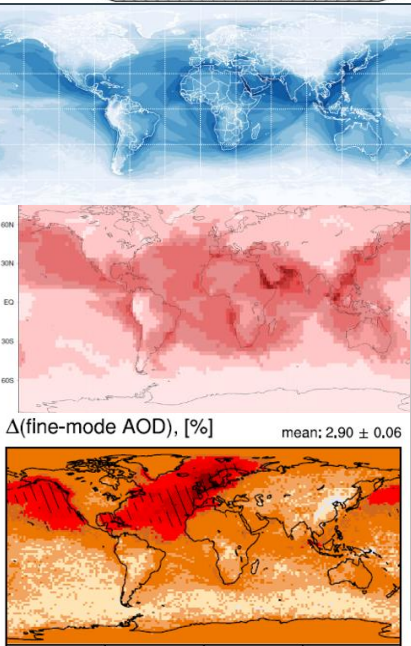 60N
30N
EQ
30S
60S
Δ(fine-mode AOD), [%] mean: 2.90 ± 0.06